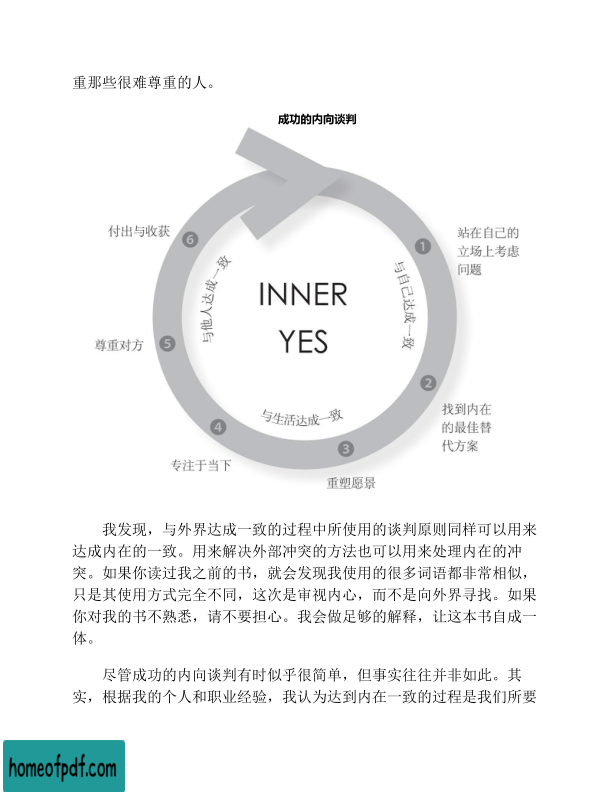 重那些很难尊重的人。
成功的内向谈判
1
站在自己的
立场上考虑
问题
2
找到内在
的最佳替
代方案
3
重塑愿景
4
专注于当下
5
尊重对方
6
付出与收获
与自己达成一致
与生活达成一致
与他人达成一致
INNER
YES
我发现，与外界达成一致的过程中所使用的谈判原则同样可以用来
达成内在的一致。用来解决外部冲突的方法也可以用来处理内在的冲
突。如果你读过我之前的书，就会发现我使用的很多词语都非常相似，
只是其使用方式完全不同，这次是审视内心，而不是向外界寻找。如果
你对我的书不熟悉，请不要担心。我会做足够的解释，让这本书自成一
体。
尽管成功的内向谈判有时似乎很简单，但事实往往并非如此。其
实，根据我的个人和职业经验，我认为达到内在一致的过程是我们所要
homeofpdf.com